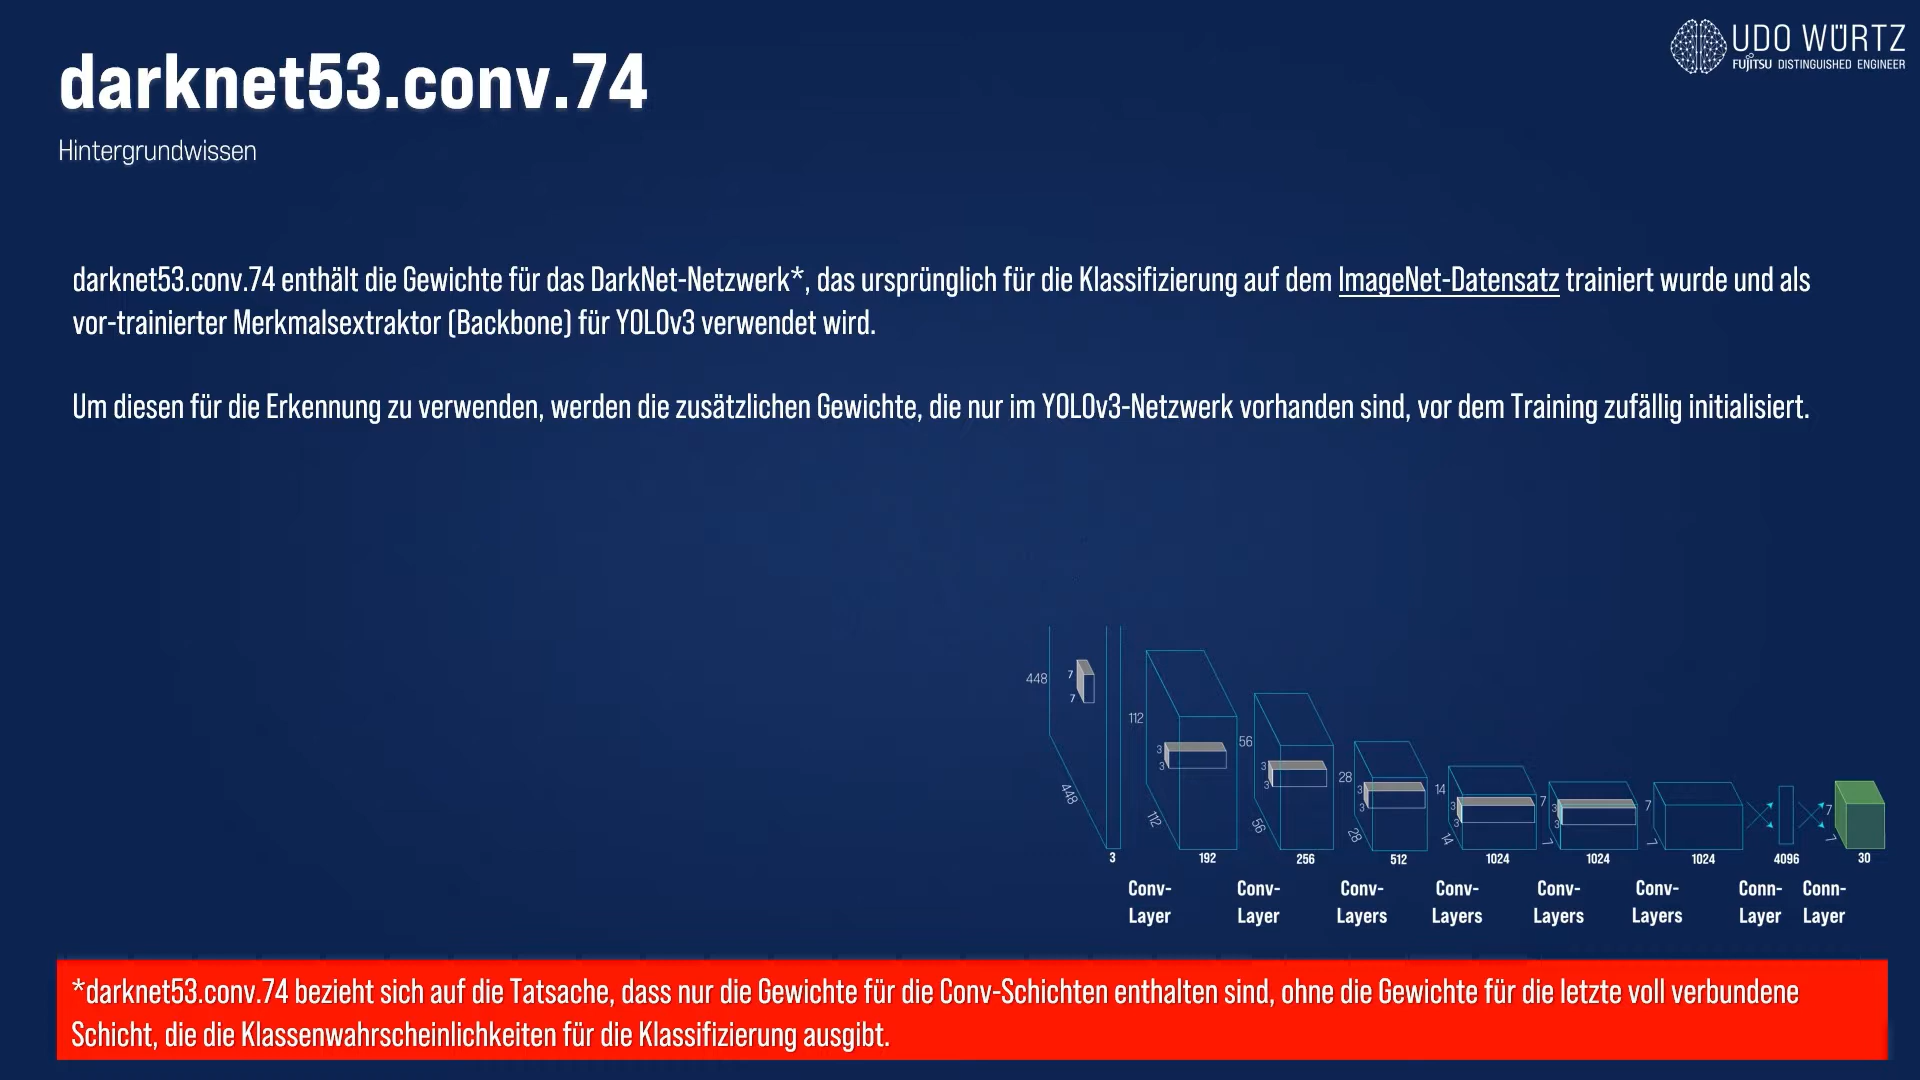 UDO WÜRTZ
FUJITSU DISTINGUISHED ENGINEER
darknet53.conv.74
Hintergrundwissen
darknet53.conv.74 enthält die Gewichte für das DarkNet-Netzwerk*, das ursprünglich für die Klassifizierung auf dem ImageNet-Datensatz trainiert wurde und als
vor-trainierter Merkmalsextraktor (Backbone) für YOLOv3 verwendet wird.
Um diesen für die Erkennung zu verwenden, werden die zusätzlichen Gewichte, die nur im YOLOv3-Netzwerk vorhanden sind, vor dem Training zufällig initialisiert.
448
7
7
448
3
112
3
3
112
192
56
3
3
56
256
28
3
3
28
512
14
3
3
14
1024
7
3
3
7
1024
7
7
1024
4096
7
7
30
Conv-
Layer
Conv-
Layer
Conv-
Layers
Conv-
Layers
Conv-
Layers
Conv-
Layers
Conn-
Layer
Conn-
Layer
*darknet53.conv.74 bezieht sich auf die Tatsache, dass nur die Gewichte für die Conv-Schichten enthalten sind, ohne die Gewichte für die letzte voll verbundene
Schicht, die die Klassenwahrscheinlichkeiten für die Klassifizierung ausgibt.